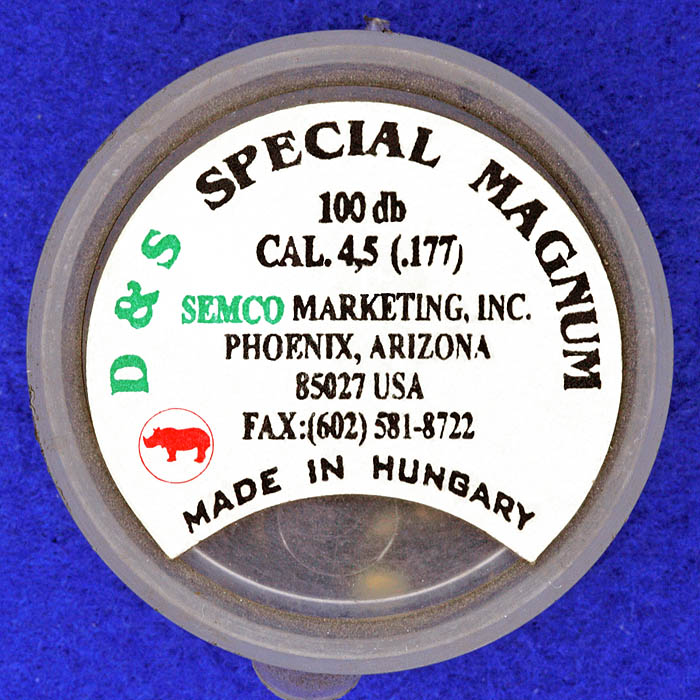 D & S SPECIAL MAGNUM
100 db
CAL. 4,5 (.177)
SEMCO MARKETING, INC.
PHOENIX, ARIZONA
85027 USA
FAX:(602) 581-8722
MADE IN HUNGARY